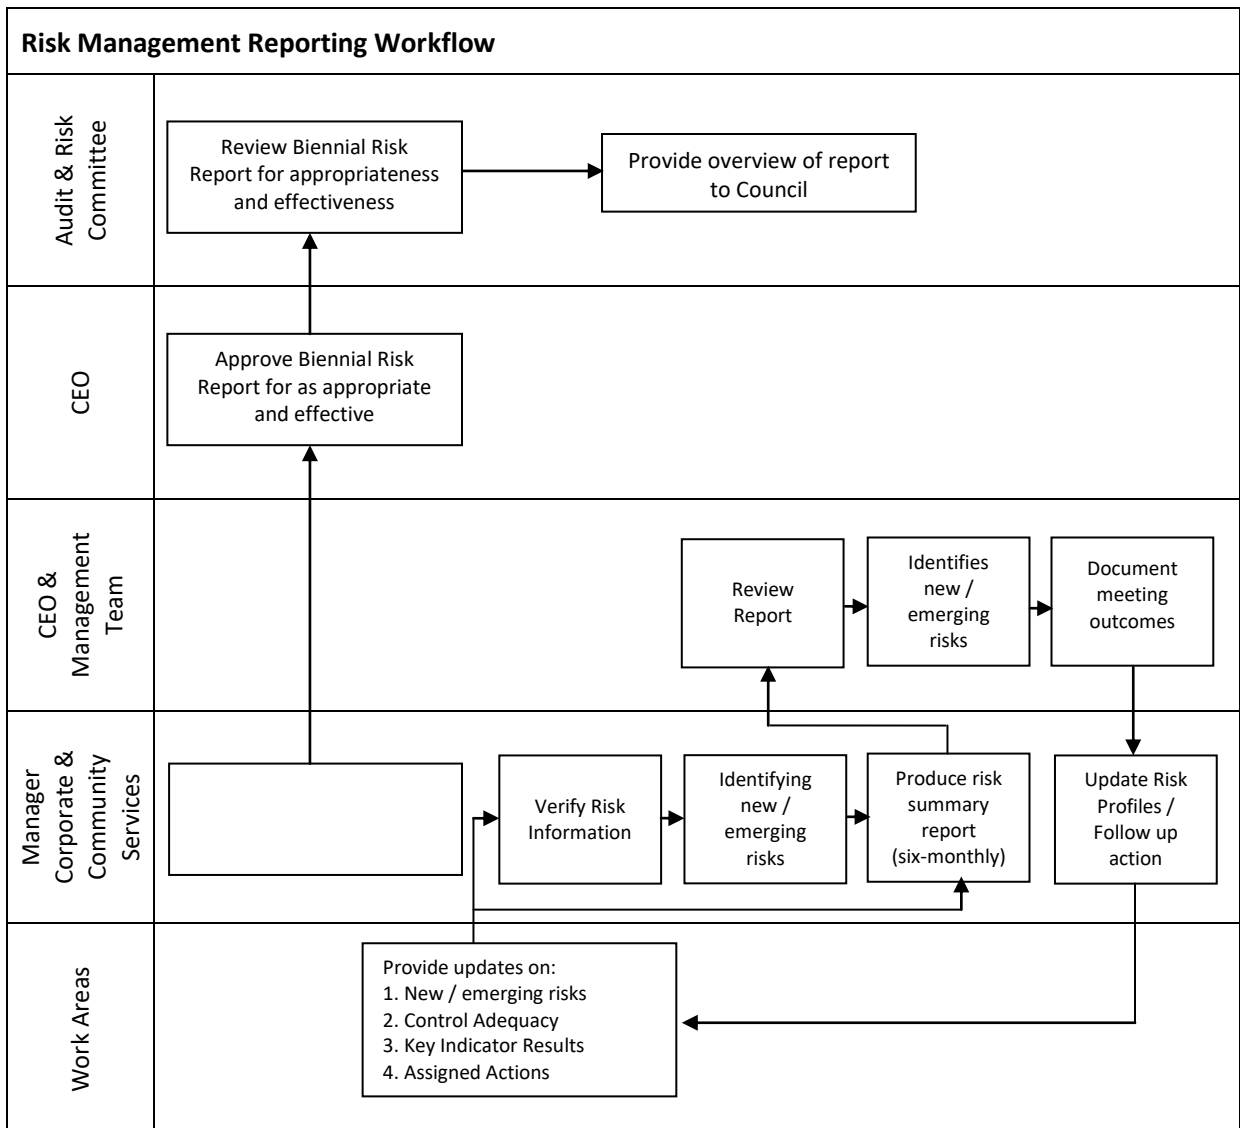 Risk Management Reporting Workflow
Audit & Risk
Committee
Review Biennial Risk
Report for appropriateness
and effectiveness
Provide overview of report
to Council
CEO
Approve Biennial Risk
Report for as appropriate
and effective
CEO &
Management
Team
Review
Report
Identifies
new /
emerging
risks
Document
meeting
outcomes
Manager
Corporate &
Community
Services
Verify Risk
Information
Identifying
new /
emerging
risks
Produce risk
summary
report
(six-monthly)
Update Risk
Profiles /
Follow up
action
Work Areas
Provide updates on:
1. New / emerging risks
2. Control Adequacy
3. Key Indicator Results
4. Assigned Actions